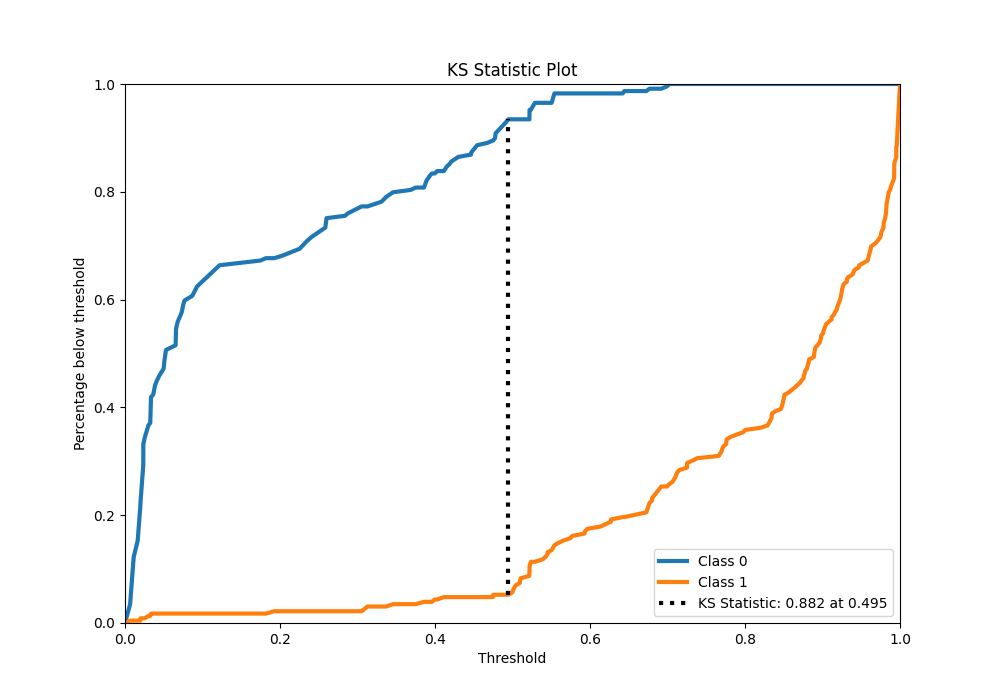 KS Statistic Plot
1.0
0.8
0.6
0.4
0.2
0.0
Percentage below threshold
0.0 0.2 0.4 0.6 0.8 1.0
Threshold
Class 0
Class 1
KS Statistic: 0.882 at 0.495